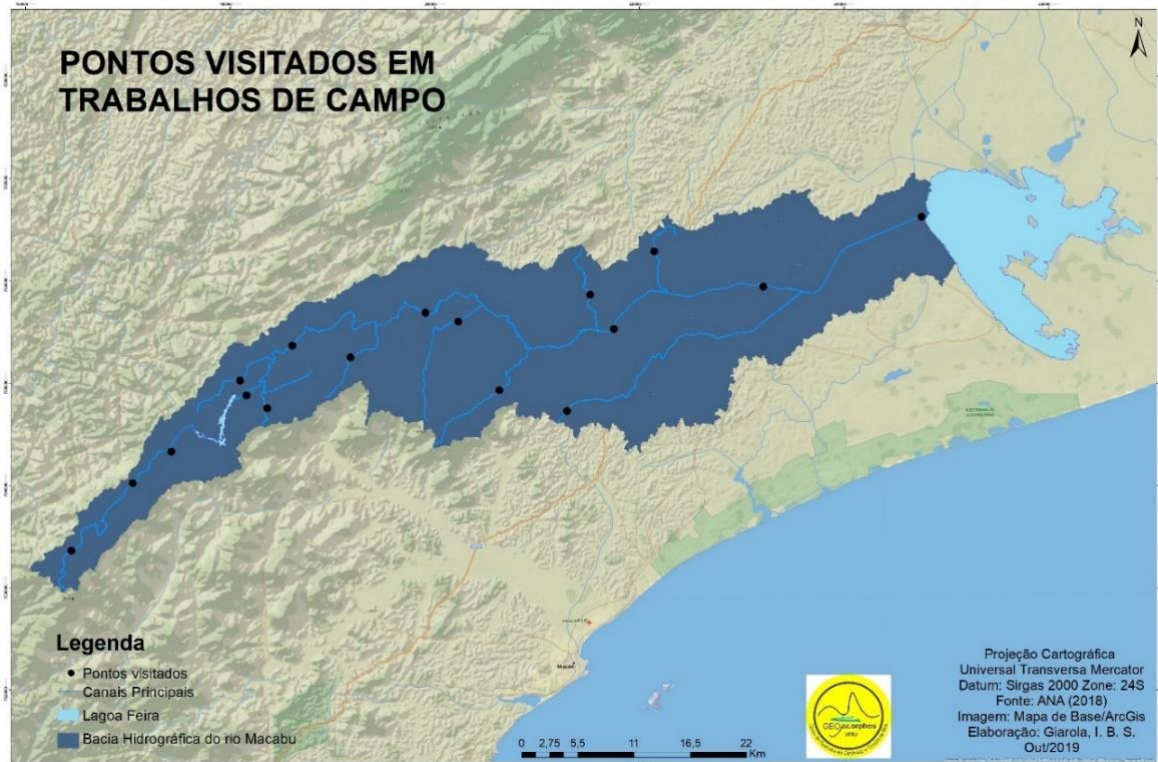 PONTOS VISITADOS EM
TRABALHOS DE CAMPO
N
Legenda
Pontos visitados
Canais Principais
Lagoa Feira
Bacia Hidrográfica do rio Macabu
0 2,75 5,5 11 16,5 22
Km
Projeção Cartográfica
Universal Transversa Mercator
Datum: Sirgas 2000 Zone: 24S
Fonte: ANA (2018)
Imagem: Mapa de Base/ArcGis
Elaboração: Giarola, I. B. S.
Out/2019